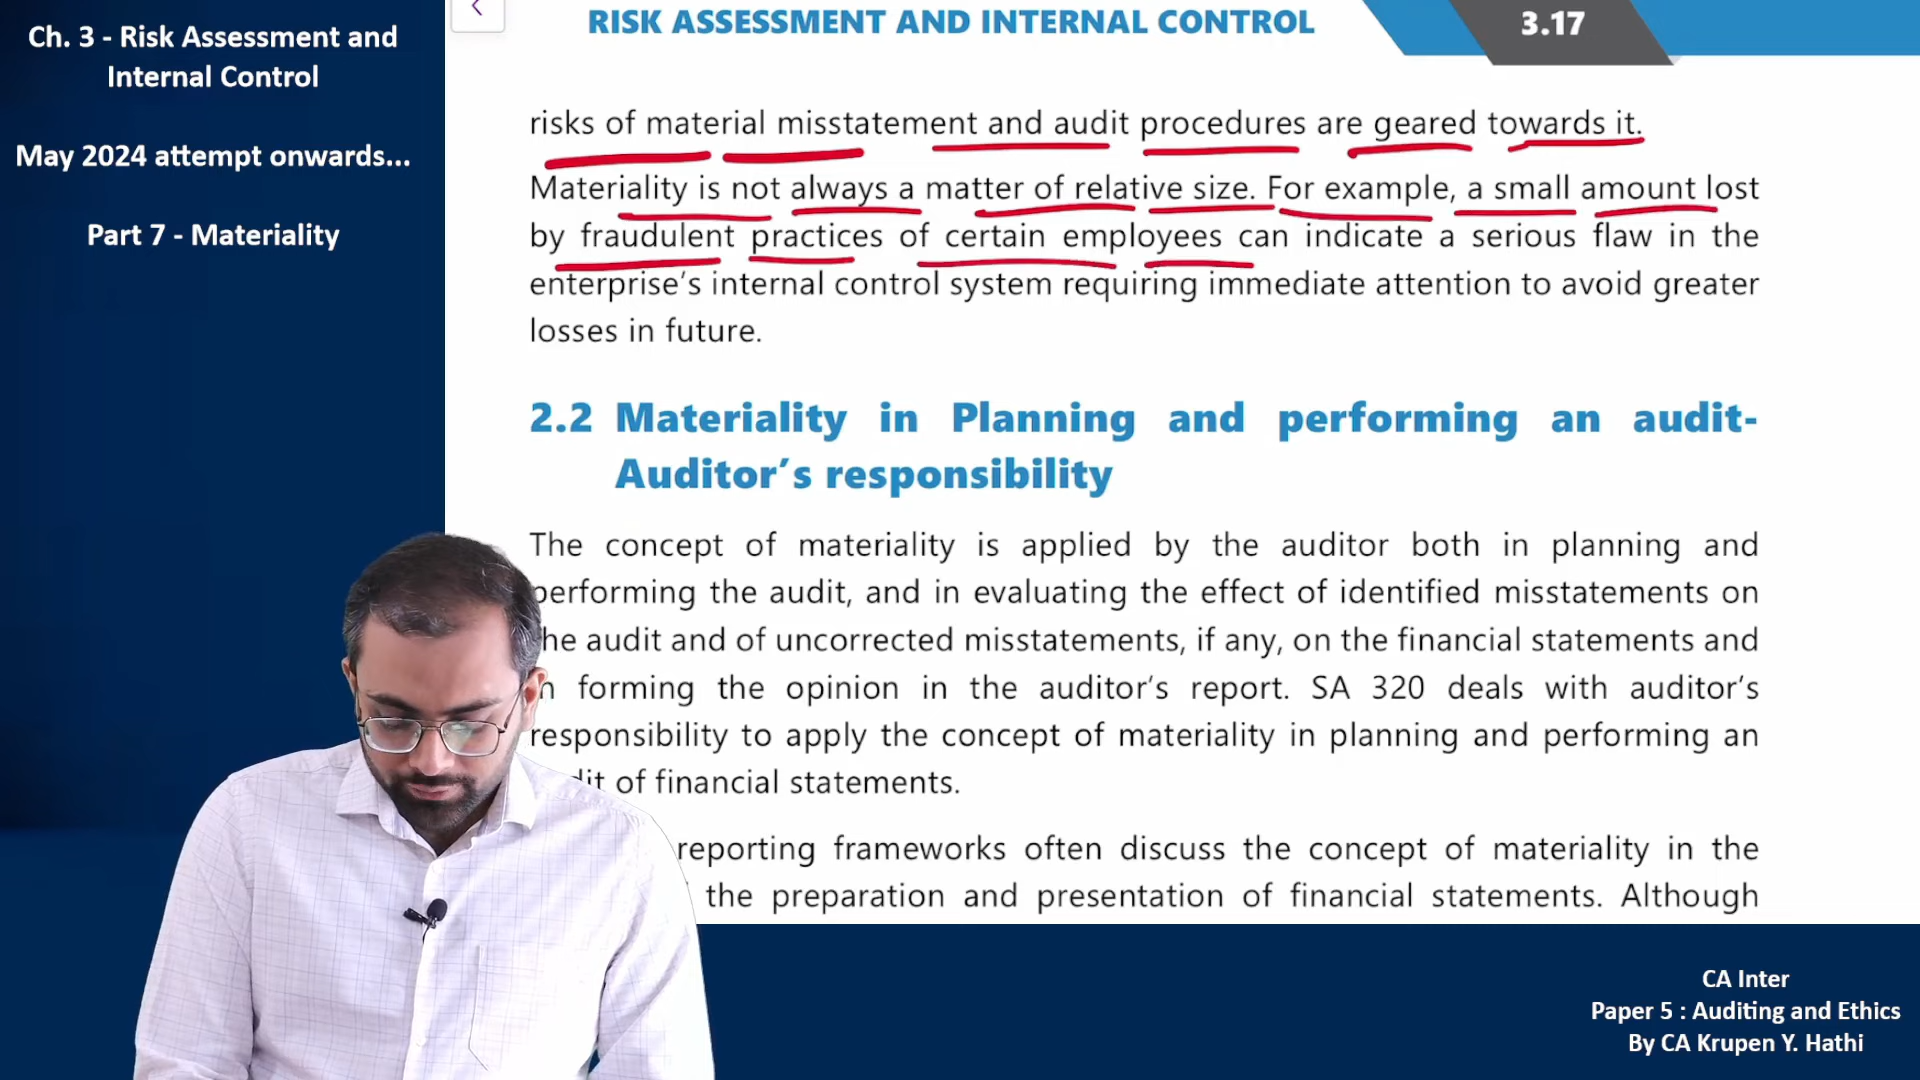 Ch. 3 - Risk Assessment and
Internal Control
May 2024 attempt onwards...
Part 7 - Materiality
RISK ASSESSMENT AND INTERNAL CONTROL 3.17
risks of material misstatement and audit procedures are geared towards it.
Materiality is not always a matter of relative size. For example, a small amount lost
by fraudulent practices of certain employees can indicate a serious flaw in the
enterprise’s internal control system requiring immediate attention to avoid greater
losses in future.
2.2 Materiality in Planning and performing an audit-
Auditor’s responsibility
The concept of materiality is applied by the auditor both in planning and
performing the audit, and in evaluating the effect of identified misstatements on
the audit and of uncorrected misstatements, if any, on the financial statements and
forming the opinion in the auditor’s report. SA 320 deals with auditor’s
responsibility to apply the concept of materiality in planning and performing an
of financial statements.
reporting frameworks often discuss the concept of materiality in the
the preparation and presentation of financial statements. Although
CA Inter
Paper 5 : Auditing and Ethics
By CA Krupen Y. Hathi